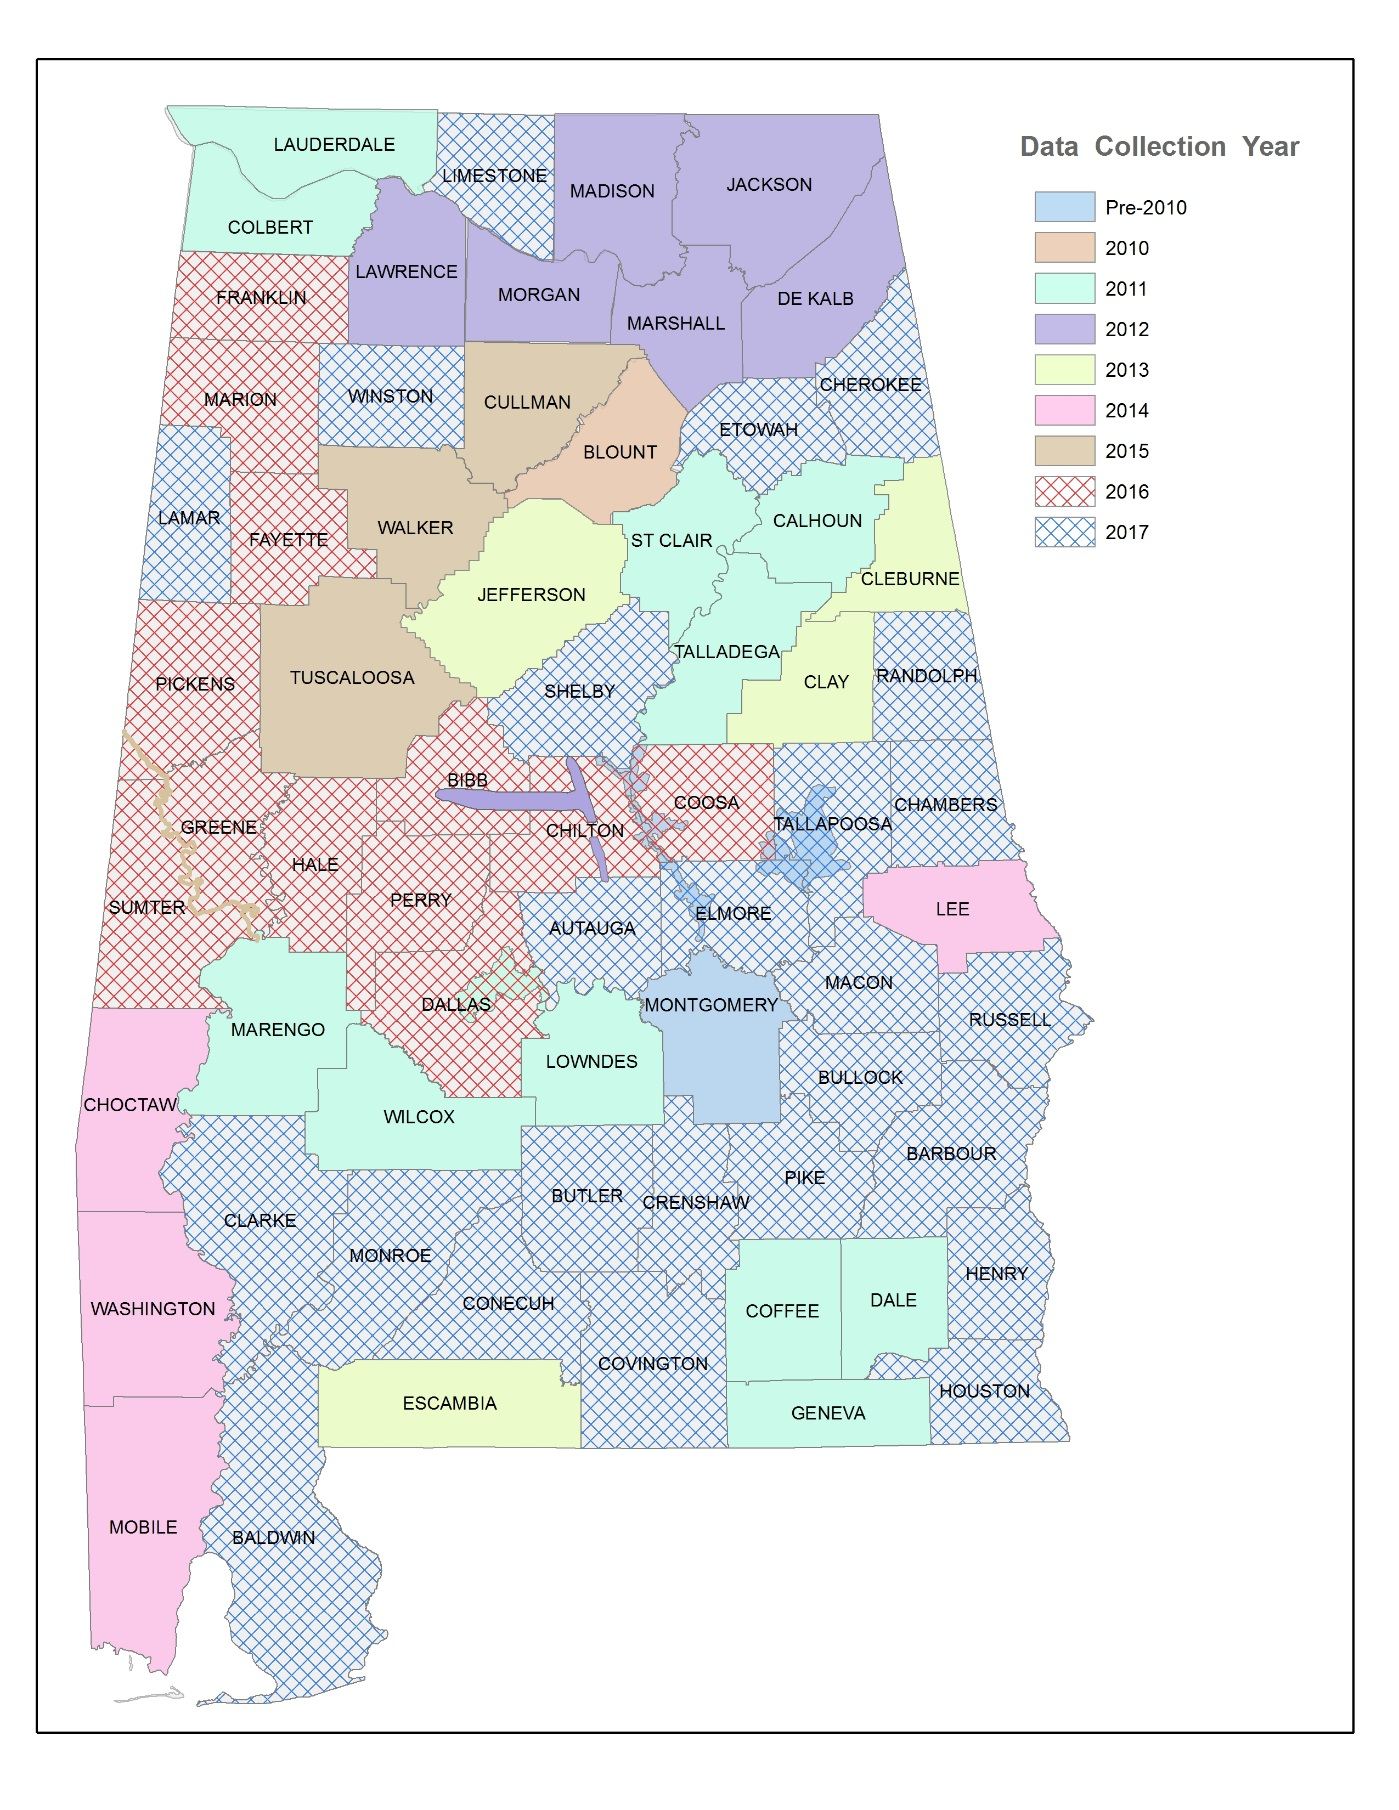 Data Collection Year
Pre-2010
2010
2011
2012
2013
2014
2015
2016
2017
LAUDERDALE
LIMESTONE
MADISON
JACKSON
COLBERT
LAWRENCE
MORGAN
FRANKLIN
DE KALB
MARSHALL
MARION
WINSTON
CULLMAN
CHEROKEE
ETOWAH
BLOUNT
LAMAR
FAYETTE
WALKER
ST CLAIR
CALHOUN
CLEBURNE
JEFFERSON
TALLADEGA
PICKENS
TUSCALOOSA
SHELBY
CLAY
RANDOLPH
BIBB
COOSA
CHAMBERS
GREENE
CHILTON
TALLAPOOSA
HALE
PERRY
SUMTER
AUTAUGA
ELMORE
LEE
MACON
DALLAS
MONTGOMERY
RUSSELL
MARENGO
LOWNDES
BULLOCK
CHOCTAW
WILCOX
BARBOUR
CLARKE
BUTLER
CRENSHAW
PIKE
MONROE
HENRY
WASHINGTON
CONECUH
COFFEE
DALE
COVINGTON
HOUSTON
ESCAMBIA
GENEVA
MOBILE
BALDWIN